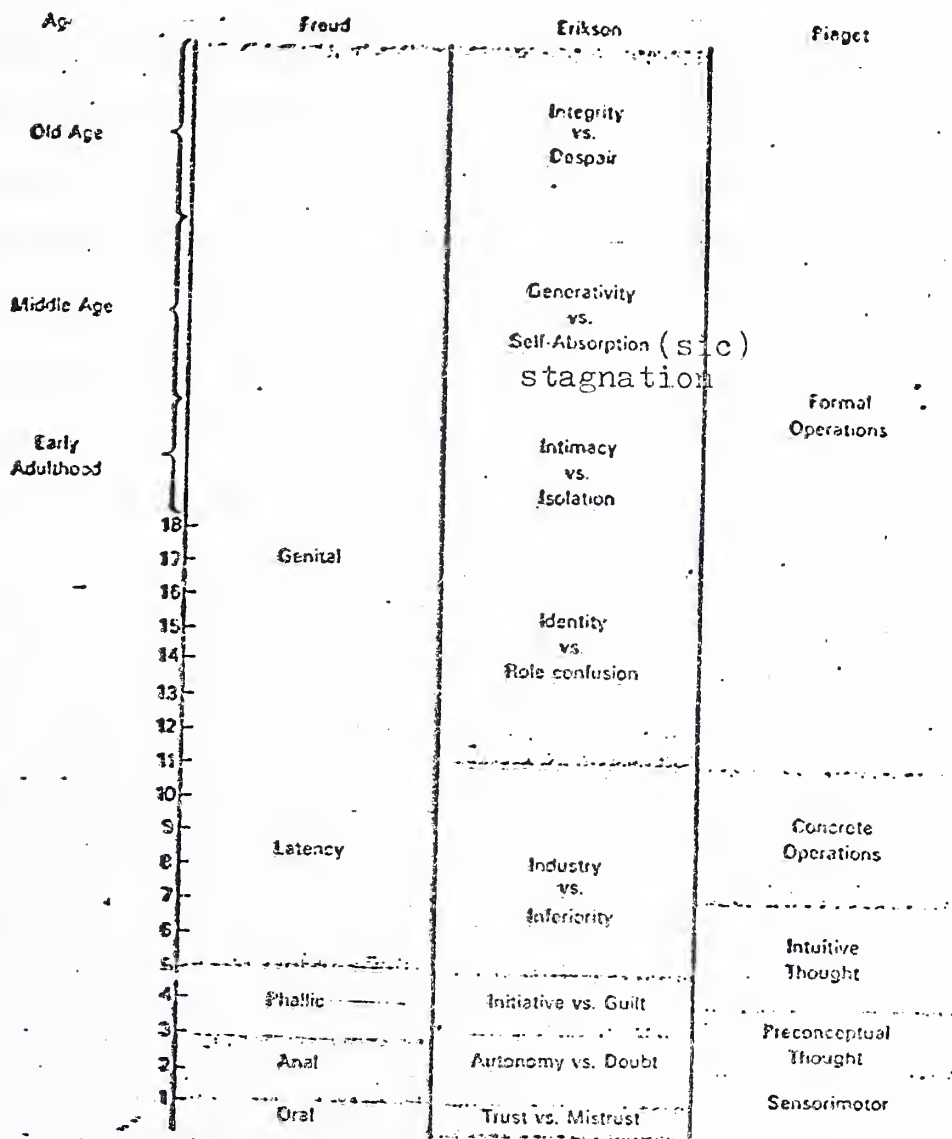 Ag
Freud
Erikson
Piaget
Old Age
Integrity
vs.
Despair
Middle Age
Generativity
vs.
Self-Absorption (sic)
stagnation
Formal
Operations
Early
Adulthood
Intimacy
vs.
Isolation
18
17
Genital
16
15
Identity
vs.
Role confusion
14
13
12
11
10
9
8
7
6
5
Latency
Industry
vs.
Inferiority
Concrete
Operations
Intuitive
Thought
4
Phallic
Initiative vs. Guilt
3
Preconceptual
Thought
2
Anal
Autonomy vs. Doubt
1
Oral
Trust vs. Mistrust
Sensorimotor